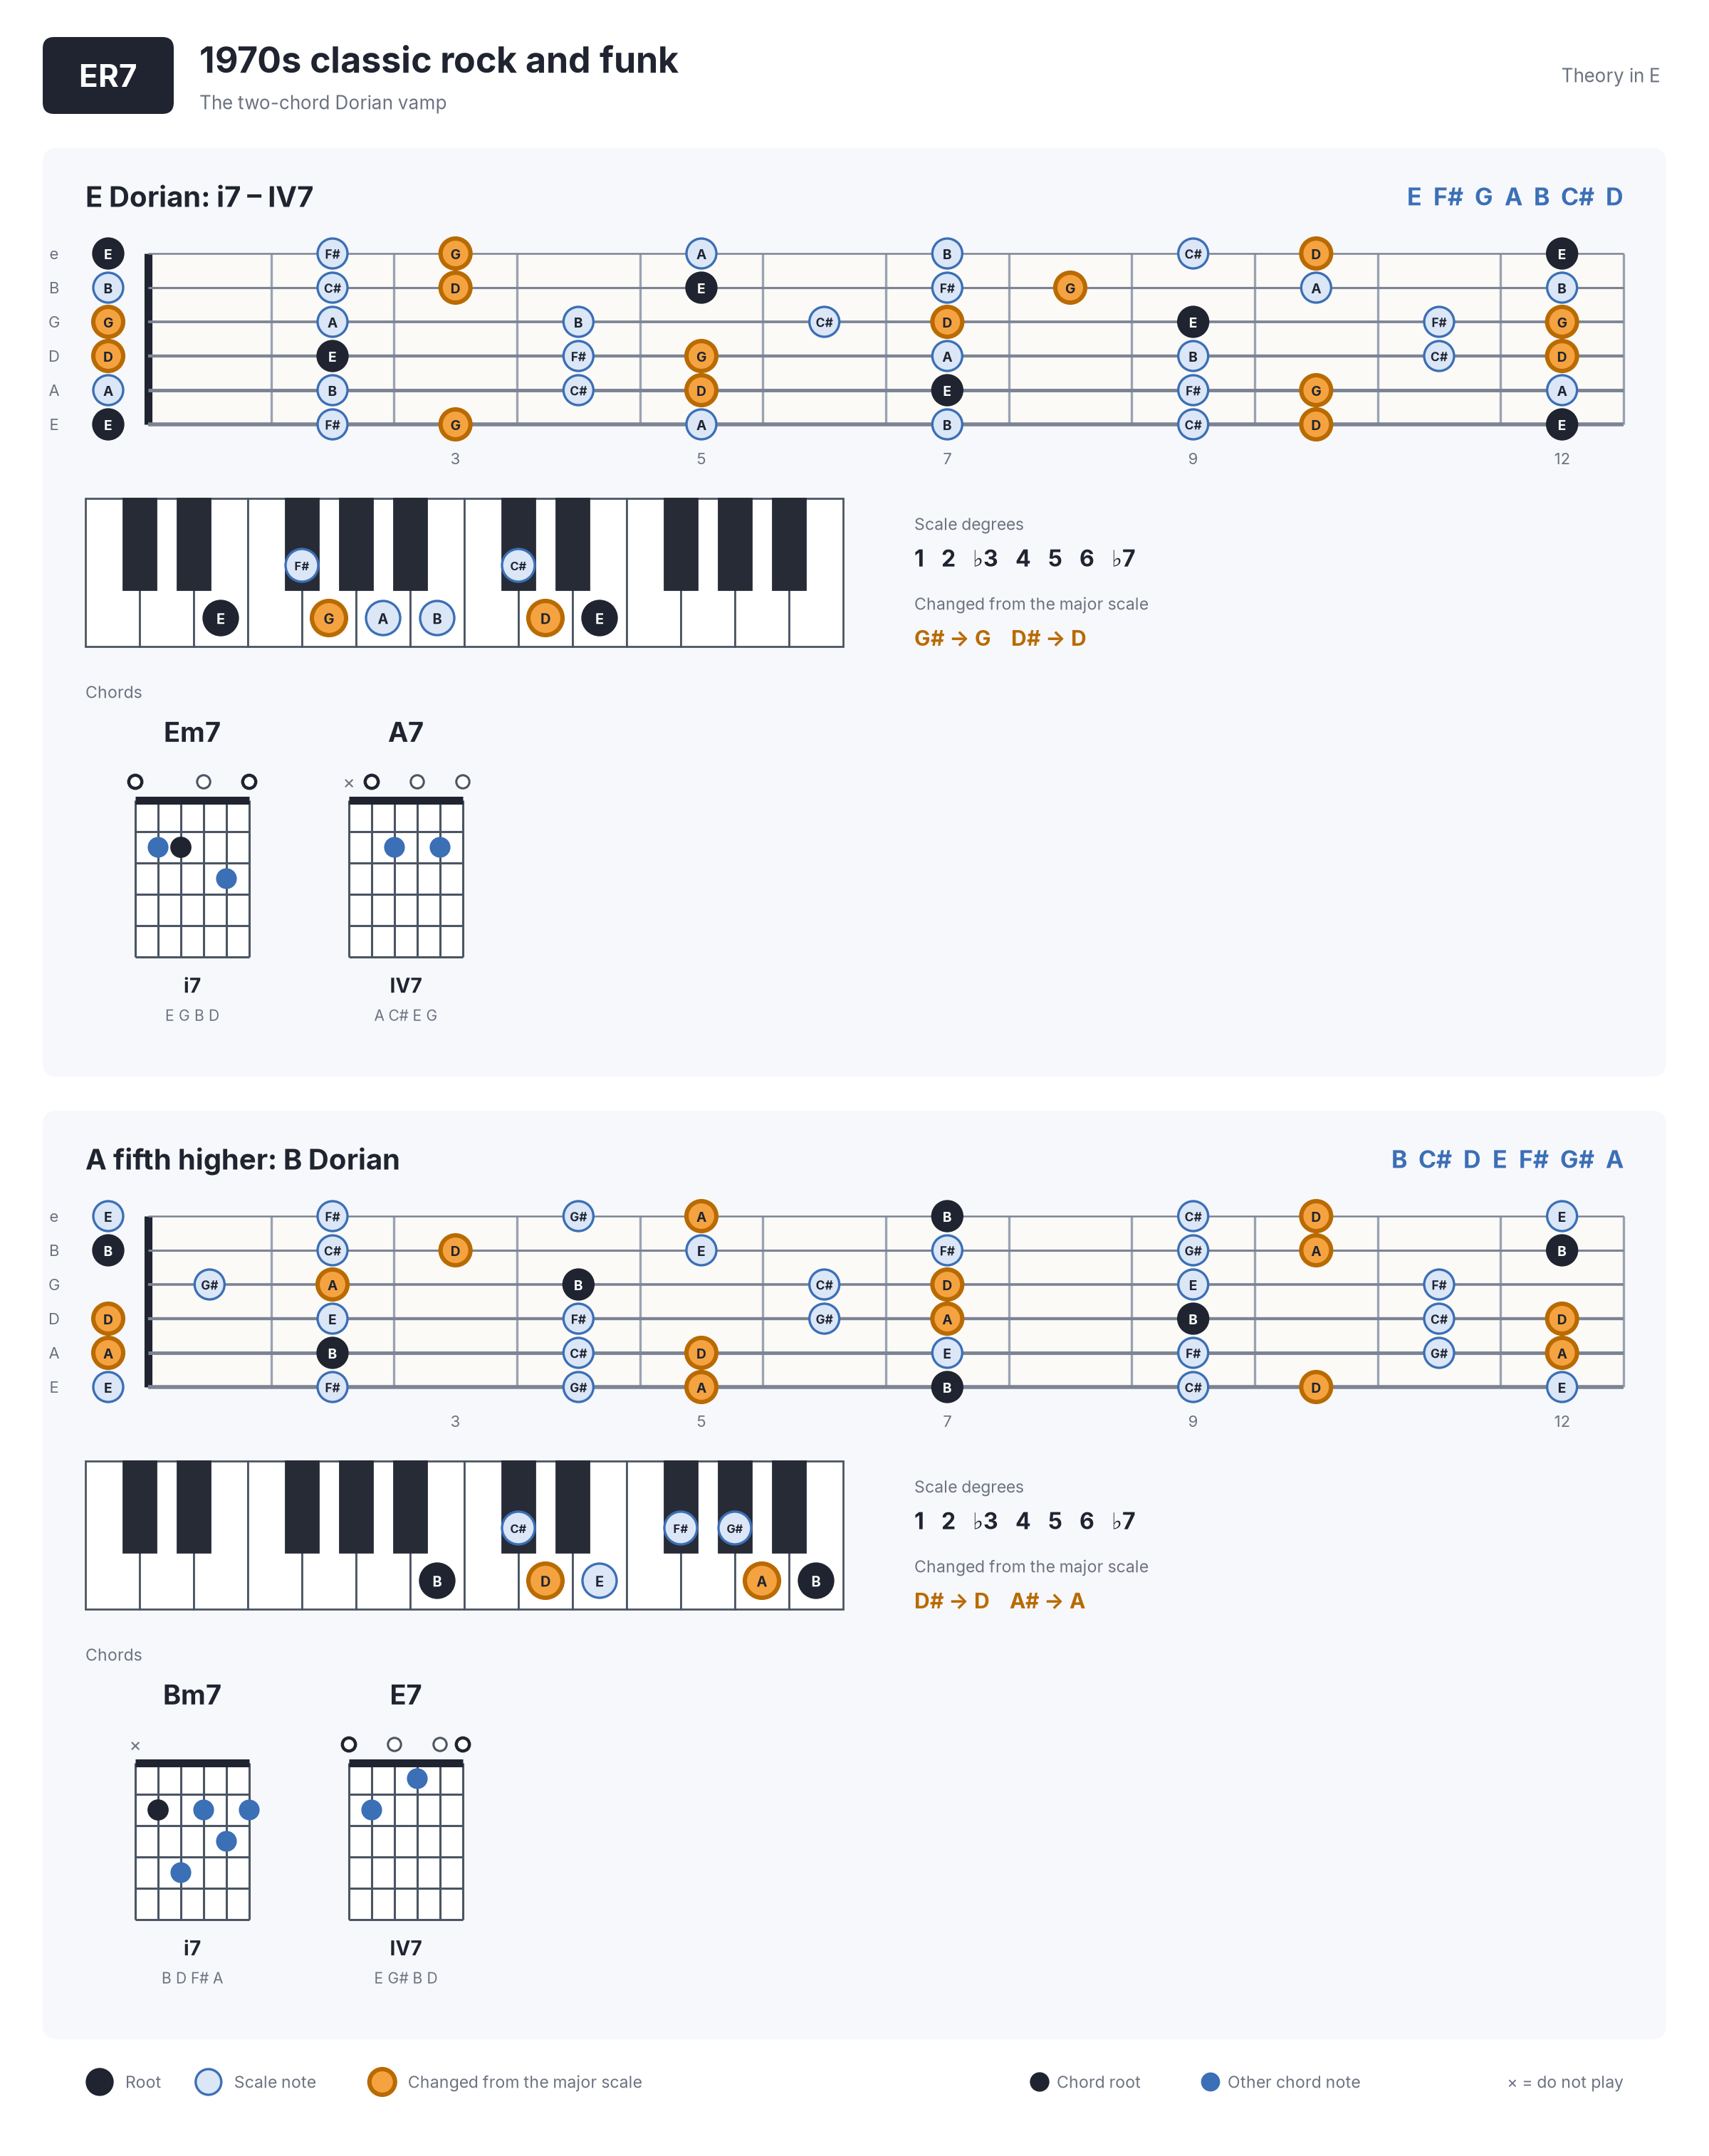 ER7
1970s classic rock and funk
The two-chord Dorian vamp
Theory in E
E Dorian: i7 – IV7
E F# G A B C# D
e E F# G A B C# D E
B B C# D E F# G A B
G G A B C# D E F# G
D D E F# G A B C# D
A A B C# D E F# G A
E E F# G A B C# D E
3 5 7 9 12
F# C#
E G A B D E
Scale degrees
1 2 ♭3 4 5 6 ♭7
Changed from the major scale
G# → G D# → D
Chords
Em7 A7
×
i7 IV7
E G B D A C# E G
A fifth higher: B Dorian
B C# D E F# G# A
e E F# G# A B C# D E
B B C# D E F# G# A B
G G# A B C# D E F#
D D E F# G# A B C# D
A A B C# D E F# G# A
E E F# G# A B C# D E
3 5 7 9 12
C# F# G#
B D E A B
Scale degrees
1 2 ♭3 4 5 6 ♭7
Changed from the major scale
D# → D A# → A
Chords
Bm7 E7
×
i7 IV7
B D F# A E G# B D
Root Scale note Changed from the major scale Chord root Other chord note × = do not play